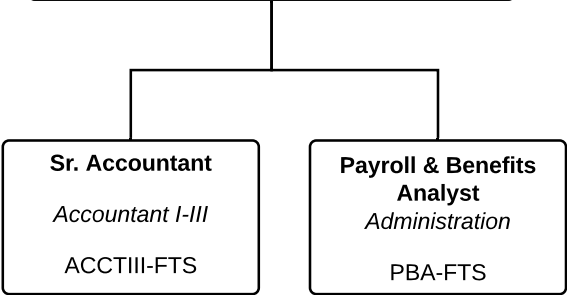 Sr. Accountant
Accountant I-III
ACCTIII-FTS
Payroll & Benefits
Analyst
Administration
PBA-FTS